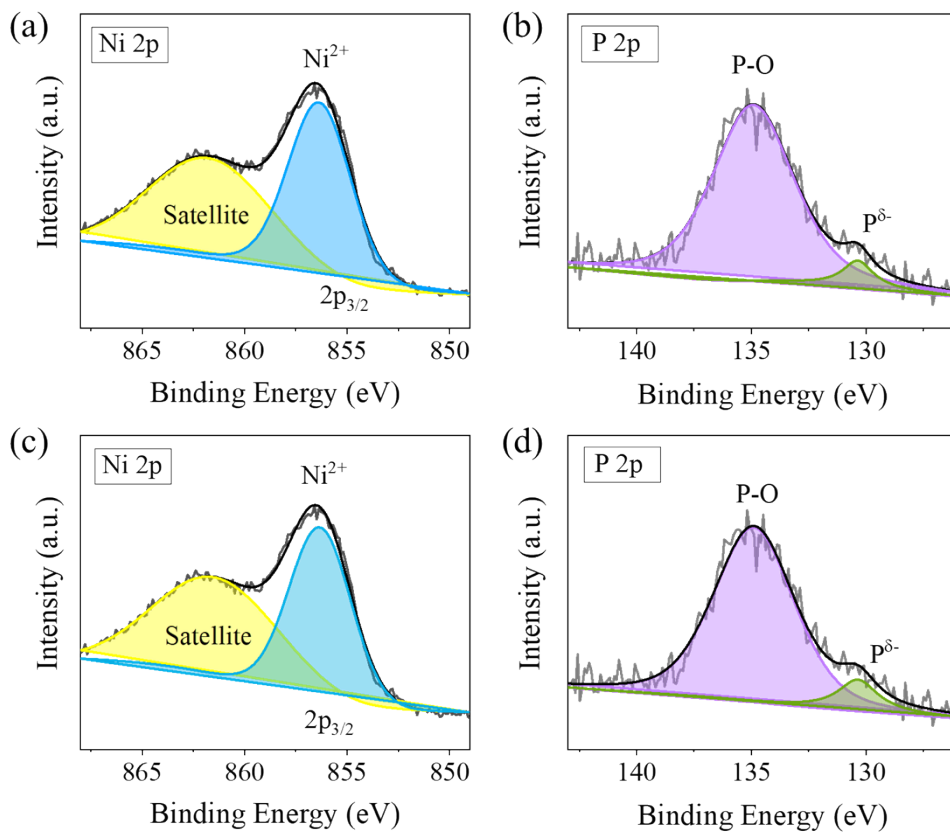 (a)
Ni 2p
Ni²⁺
Satellite
2p₃/₂
Intensity (a.u.)
865 860 855 850
Binding Energy (eV)
(b)
P 2p
P-O
Pᵟ⁻
Intensity (a.u.)
140 135 130
Binding Energy (eV)
(c)
Ni 2p
Ni²⁺
Satellite
2p₃/₂
Intensity (a.u.)
865 860 855 850
Binding Energy (eV)
(d)
P 2p
P-O
Pᵟ⁻
Intensity (a.u.)
140 135 130
Binding Energy (eV)